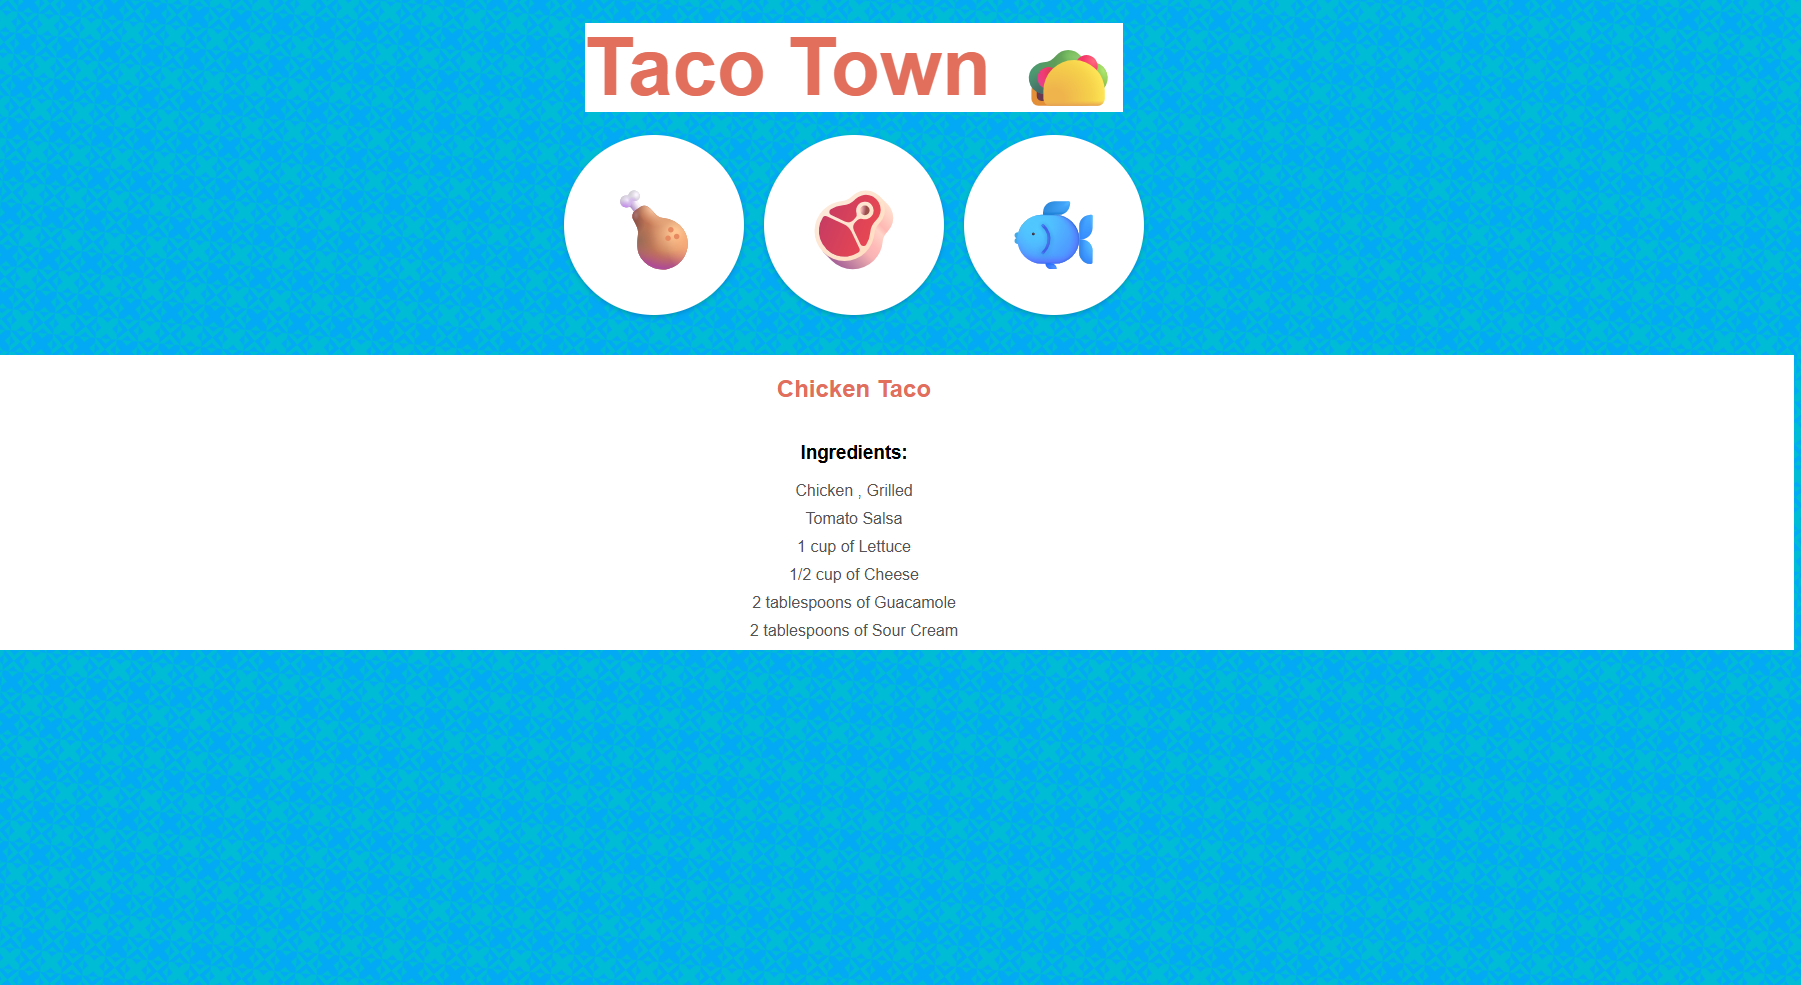 Taco Town
Chicken Taco
Ingredients:
Chicken , Grilled
Tomato Salsa
1 cup of Lettuce
1/2 cup of Cheese
2 tablespoons of Guacamole
2 tablespoons of Sour Cream